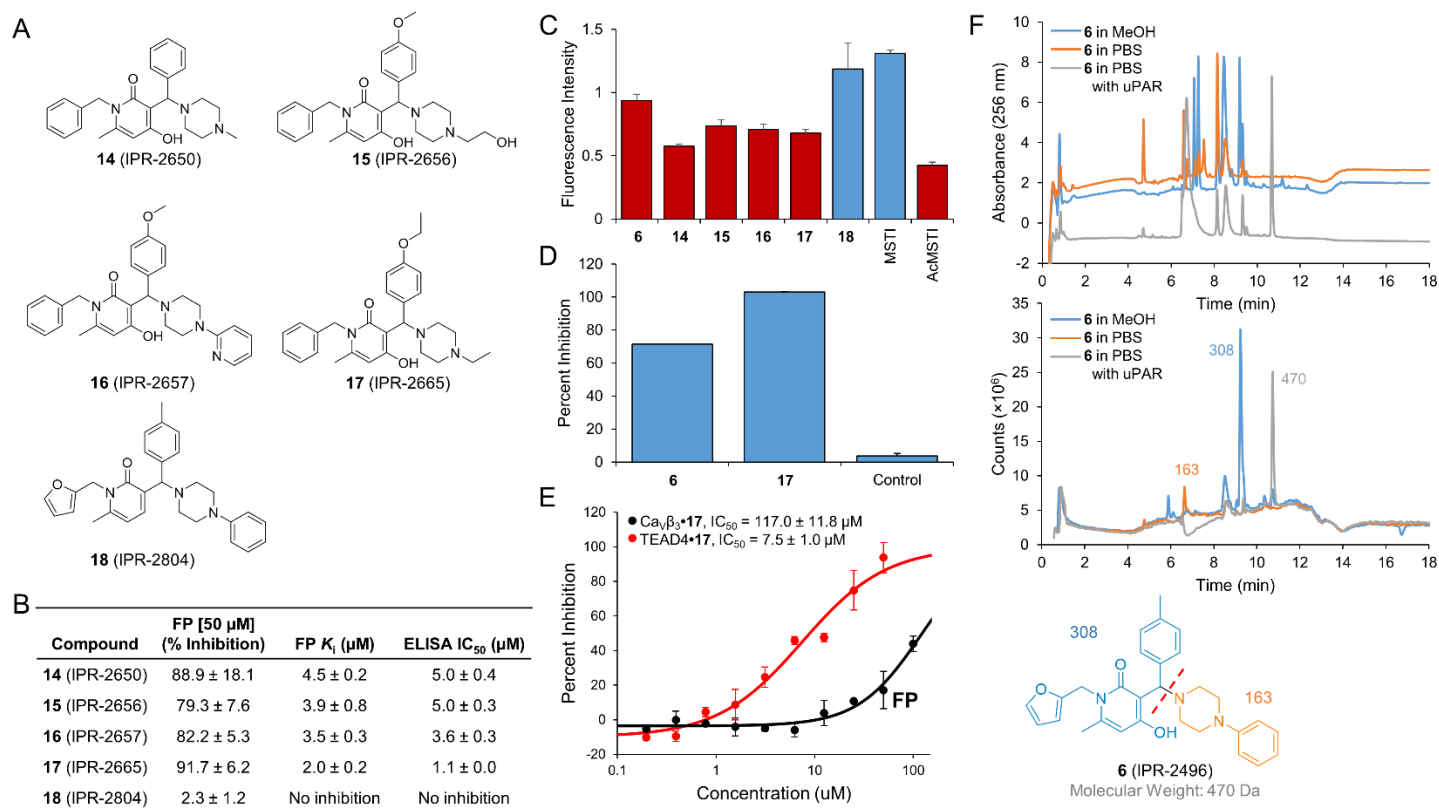 A
14 (IPR-2650)
15 (IPR-2656)
16 (IPR-2657)
17 (IPR-2665)
18 (IPR-2804)
O
N
N
N
OH
O
O
N
N
N
OH
OH
O
O
N
N
N
OH
N
O
O
N
N
N
OH
O
O
N
N
N
B
Compound
FP [50 μM]
(% Inhibition)
FP Ki (μM)
ELISA IC50 (μM)
14 (IPR-2650) 88.9 ± 18.1 4.5 ± 0.2 5.0 ± 0.4
15 (IPR-2656) 79.3 ± 7.6 3.9 ± 0.8 5.0 ± 0.3
16 (IPR-2657) 82.2 ± 5.3 3.5 ± 0.3 3.6 ± 0.3
17 (IPR-2665) 91.7 ± 6.2 2.0 ± 0.2 1.1 ± 0.0
18 (IPR-2804) 2.3 ± 1.2 No inhibition No inhibition
C
Fluorescence Intensity
1.5
1
0.5
0
6 14 15 16 17 18 MSTI AcMSTI
D
Percent Inhibition
120
100
80
60
40
20
0
6 17 Control
E
Percent Inhibition
120
100
80
60
40
20
0
-20
CaVβ3•17, IC50 = 117.0 ± 11.8 μM
TEAD4•17, IC50 = 7.5 ± 1.0 μM
FP
0.1 1 10 100
Concentration (uM)
F
Absorbance (256 nm)
10
8
6
4
2
0
-2
6 in MeOH
6 in PBS
6 in PBS
with uPAR
0 2 4 6 8 10 12 14 16 18
Time (min)
Counts (×10⁶)
35
30
25
20
15
10
5
0
6 in MeOH
6 in PBS
6 in PBS
with uPAR
308
470
163
0 2 4 6 8 10 12 14 16 18
Time (min)
308
163
O
O
N
N
N
OH
6 (IPR-2496)
Molecular Weight: 470 Da